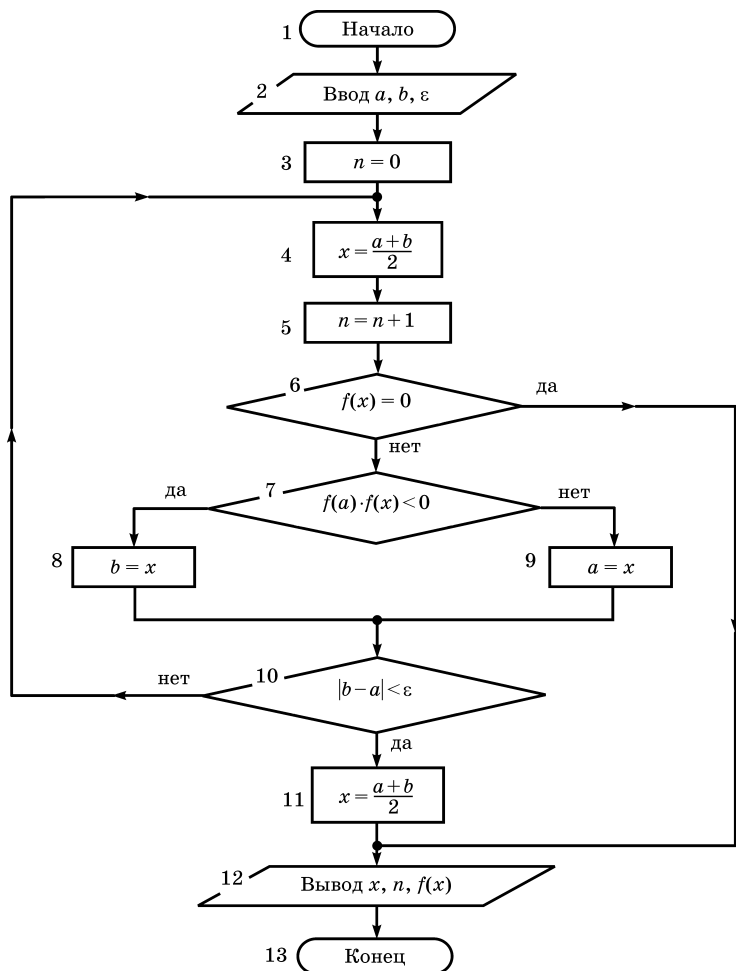 1 Начало
2 Ввод a, b, ε
3 n = 0
4 x = (a + b)/2
5 n = n + 1
6 f(x) = 0
да
нет
7 f(a)·f(x) < 0
да
нет
8 b = x
9 a = x
10 |b − a| < ε
нет
да
11 x = (a + b)/2
12 Вывод x, n, f(x)
13 Конец